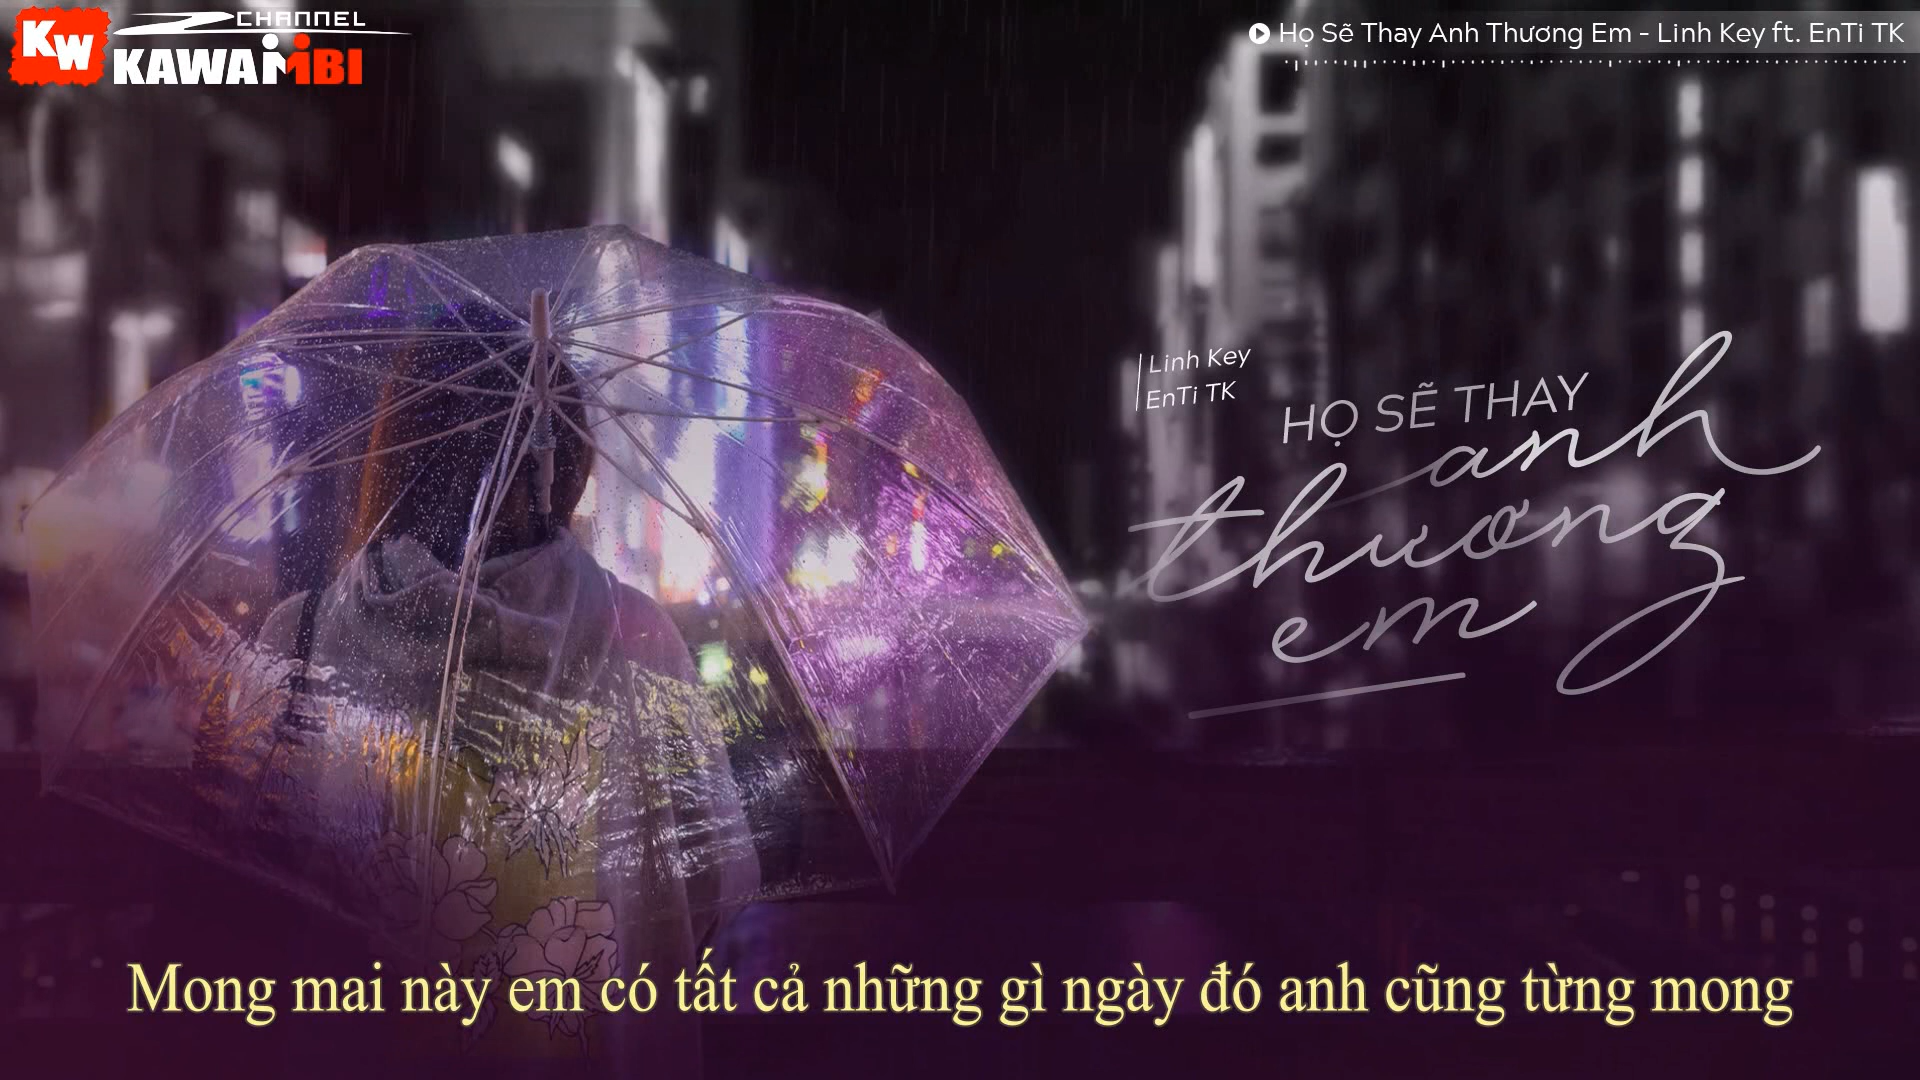 KW
CHANNEL
KAWAIIIBI
Họ Sẽ Thay Anh Thương Em - Linh Key ft. EnTi TK
Linh Key
EnTi TK
HỌ SẼ THAY
anh
thương
em
Mong mai này em có tất cả những gì ngày đó anh cũng từng mong